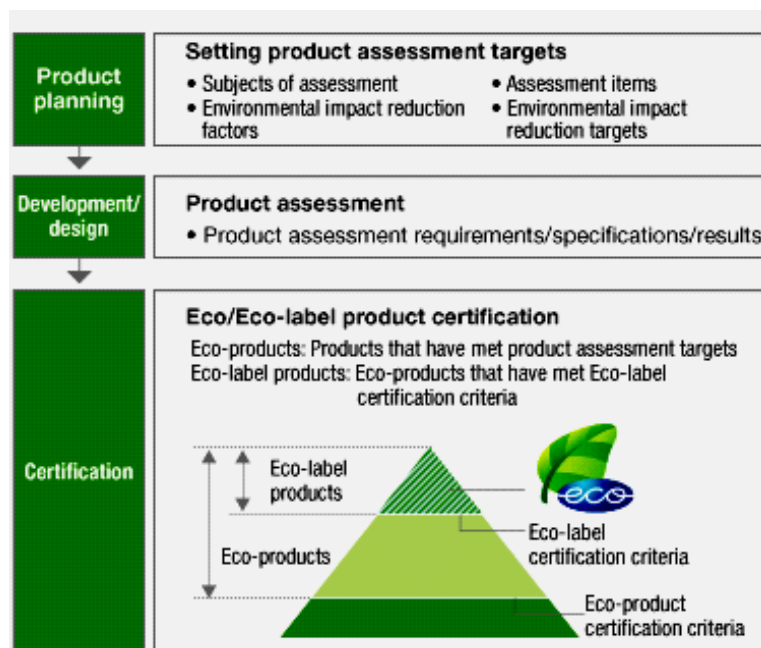 Product
planning
Setting product assessment targets
• Subjects of assessment
• Environmental impact reduction
factors
• Assessment items
• Environmental impact
reduction targets
Development/
design
Product assessment
• Product assessment requirements/specifications/results
Certification
Eco/Eco-label product certification
Eco-products: Products that have met product assessment targets
Eco-label products: Eco-products that have met Eco-label
certification criteria
Eco-label
products
Eco-products
eco
Eco-label
certification criteria
Eco-product
certification criteria